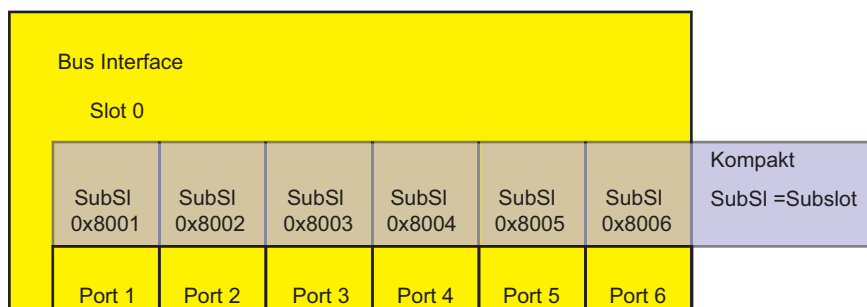 Bus Interface
Slot 0
Kompakt
SubSl SubSl SubSl SubSl SubSl SubSl SubSl =Subslot
0x8001 0x8002 0x8003 0x8004 0x8005 0x8006
Port 1 Port 2 Port 3 Port 4 Port 5 Port 6